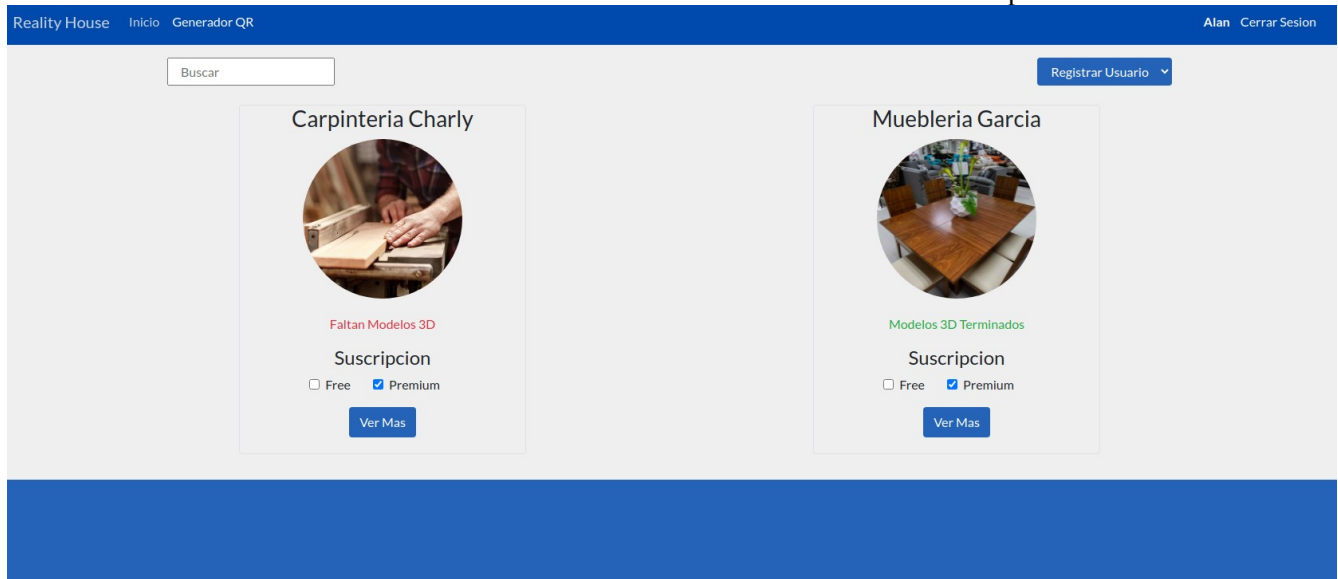 Reality House Inicio Generador QR Alan Cerrar Sesion
Buscar Registrar Usuario
Carpinteria Charly
Faltan Modelos 3D
Suscripcion
Free Premium
Ver Mas
Muebleria Garcia
Modelos 3D Terminados
Suscripcion
Free Premium
Ver Mas